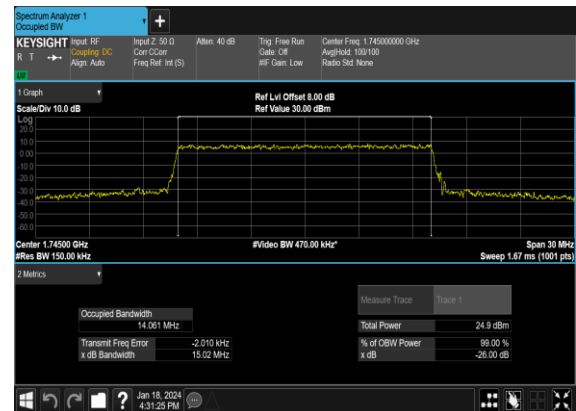 Spectrum Analyzer 1
Occupied BW
KEYSIGHT
R T
LW
Input: RF
Coupling: DC
Align: Auto
Input Z: 50 Ω
Corr CCorr
Freq Ref: Int (S)
Atten: 40 dB
Trig: Free Run
Gate: Off
#IF Gain: Low
Center Freq: 1.745000000 GHz
Avg|Hold: 100/100
Radio Std: None
1 Graph
Scale/Div 10.0 dB
Ref Lvl Offset 8.00 dB
Ref Value 30.00 dBm
Log
20.0
10.0
0.00
-10.0
-20.0
-30.0
-40.0
-50.0
-60.0
Center 1.74500 GHz
#Video BW 470.00 kHz*
Span 30 MHz
#Res BW 150.00 kHz
Sweep 1.67 ms (1001 pts)
2 Metrics
Measure Trace
Trace 1
Occupied Bandwidth
14.061 MHz
Total Power
24.9 dBm
Transmit Freq Error
-2.010 kHz
% of OBW Power
99.00 %
x dB Bandwidth
15.02 MHz
x dB
-26.00 dB
?
Jan 18, 2024
4:31:25 PM